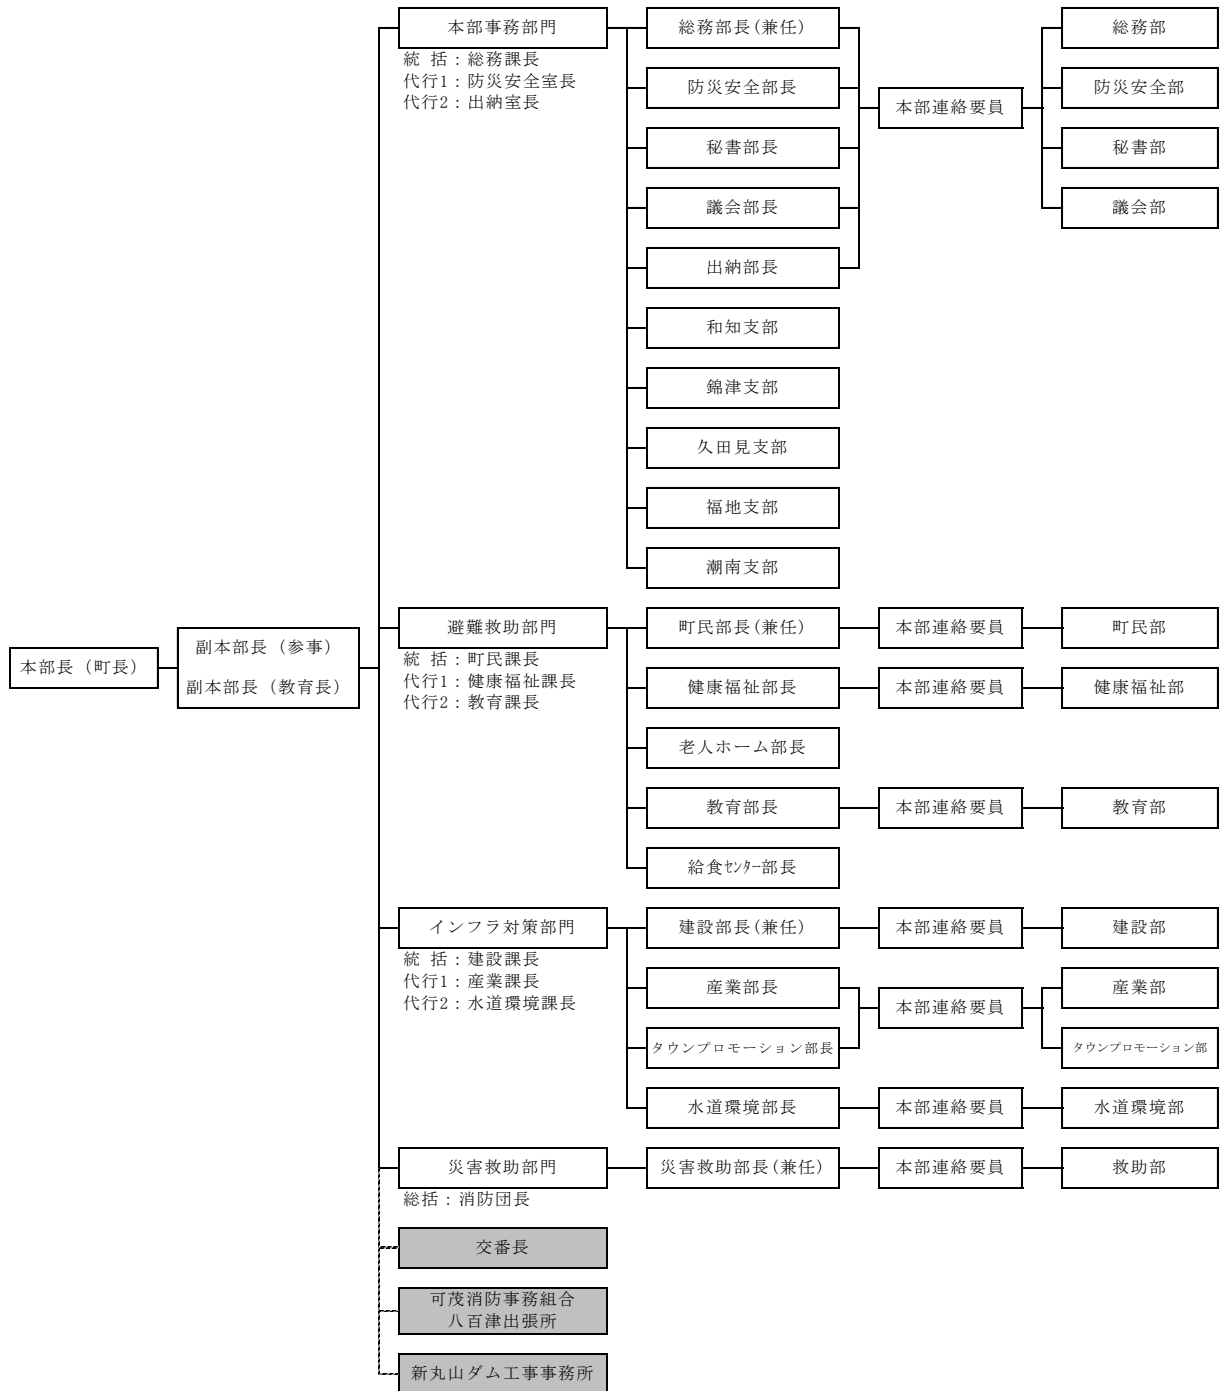 本部事務部門
統 括：総務課長
代行1：防災安全室長
代行2：出納室長
総務部長(兼任)
防災安全部長
秘書部長
議会部長
出納部長
和知支部
錦津支部
久田見支部
福地支部
潮南支部
本部連絡要員
総務部
防災安全部
秘書部
議会部
本部長（町長）
副本部長（参事）
副本部長（教育長）
避難救助部門
統 括：町民課長
代行1：健康福祉課長
代行2：教育課長
町民部長(兼任)
本部連絡要員
町民部
健康福祉部長
本部連絡要員
健康福祉部
老人ホーム部長
教育部長
本部連絡要員
教育部
給食ｾﾝﾀｰ部長
インフラ対策部門
統 括：建設課長
代行1：産業課長
代行2：水道環境課長
建設部長(兼任)
本部連絡要員
建設部
産業部長
タウンプロモーション部長
本部連絡要員
産業部
タウンプロモーション部
水道環境部長
本部連絡要員
水道環境部
災害救助部門
総括：消防団長
災害救助部長(兼任)
本部連絡要員
救助部
交番長
可茂消防事務組合
八百津出張所
新丸山ダム工事事務所